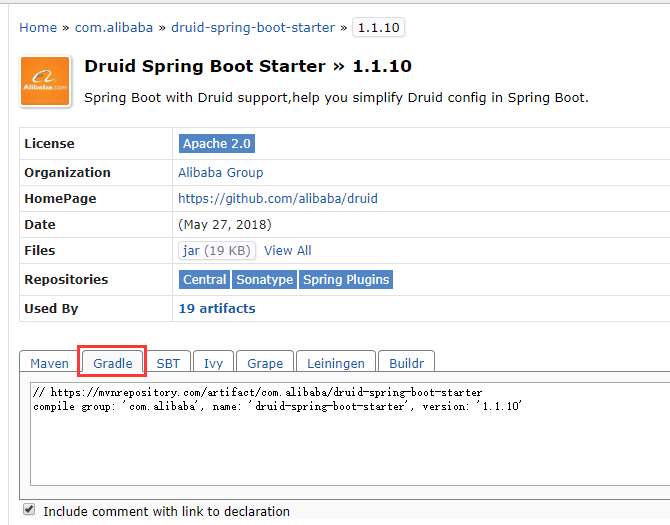 Home » com.alibaba » druid-spring-boot-starter » 1.1.10
Alibaba.com
Druid Spring Boot Starter » 1.1.10
Spring Boot with Druid support,help you simplify Druid config in Spring Boot.
License Apache 2.0
Organization Alibaba Group
HomePage https://github.com/alibaba/druid
Date (May 27, 2018)
Files jar (19 KB) View All
Repositories Central Sonatype Spring Plugins
Used By 19 artifacts
Maven Gradle SBT Ivy Grape Leiningen Buildr
// https://mvnrepository.com/artifact/com.alibaba/druid-spring-boot-starter
compile group: 'com.alibaba', name: 'druid-spring-boot-starter', version: '1.1.10'
Include comment with link to declaration